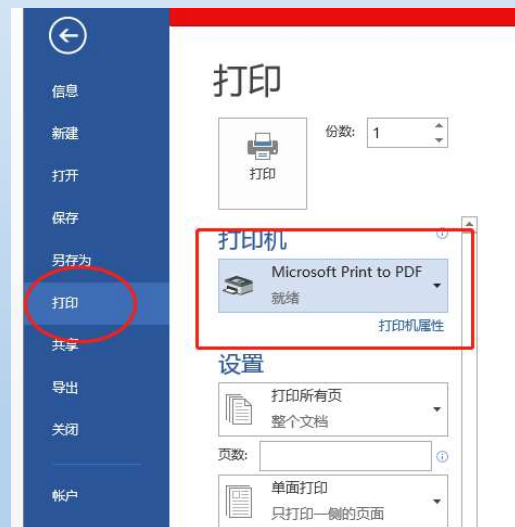 信息
新建
打开
保存
另存为
打印
共享
导出
关闭
帐户
打印
打印
份数: 1
打印机
Microsoft Print to PDF
就绪
打印机属性
设置
打印所有页
整个文档
页数:
单面打印
只打印一侧的页面